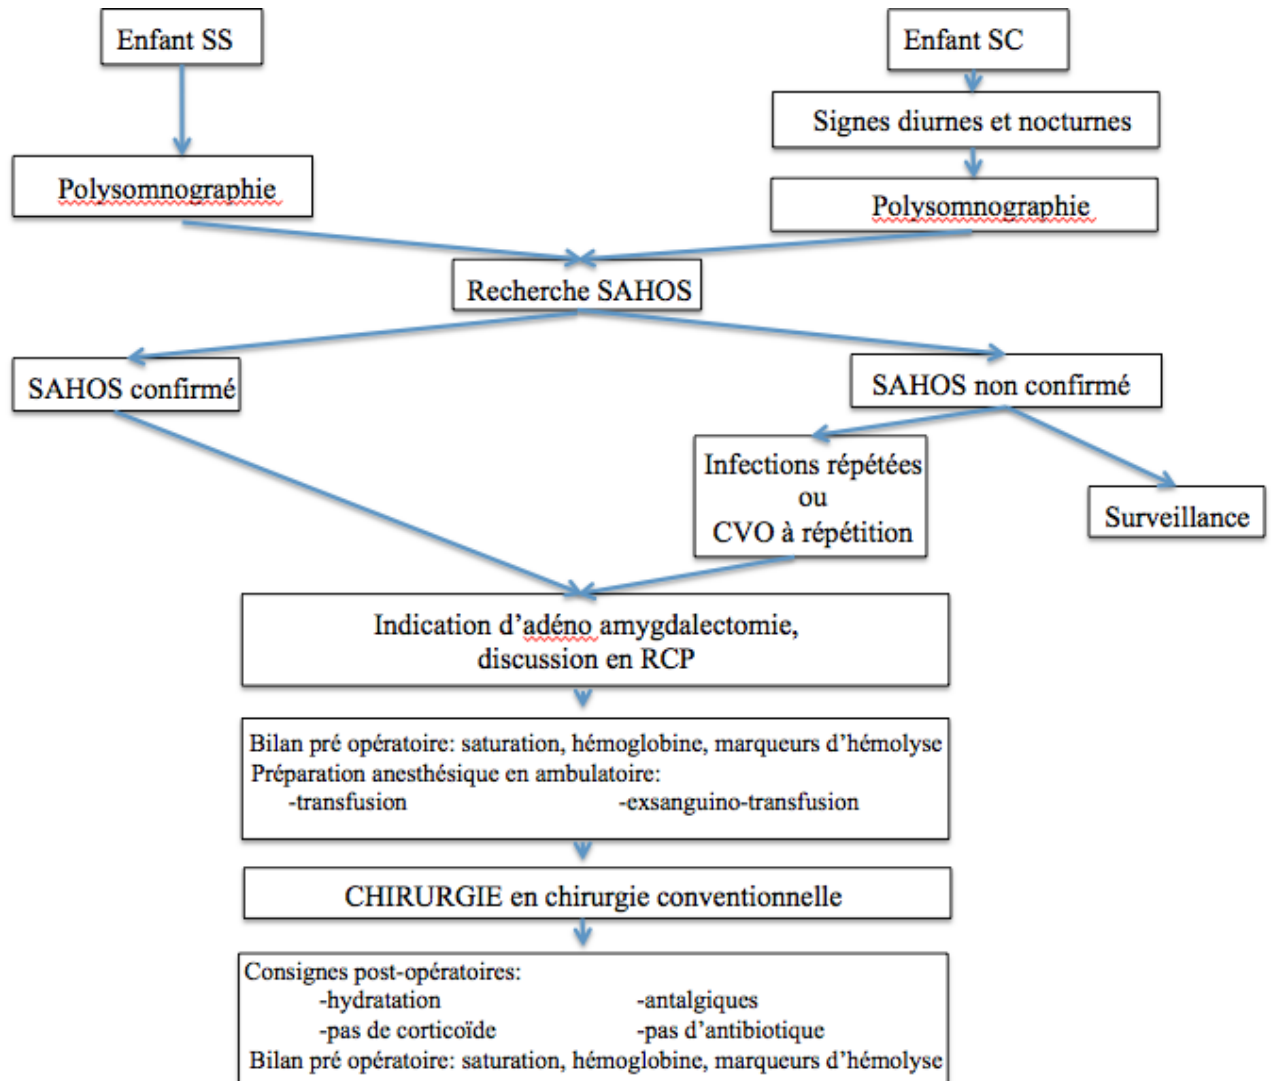 Enfant SS
Enfant SC
Signes diurnes et nocturnes
Polysomnographie
Polysomnographie
Recherche SAHOS
SAHOS confirmé
SAHOS non confirmé
Infections répétées
ou
CVO à répétition
Surveillance
Indication d’adéno amygdalectomie,
discussion en RCP
Bilan pré opératoire: saturation, hémoglobine, marqueurs d’hémolyse
Préparation anesthésique en ambulatoire:
-transfusion -exsanguino-transfusion
CHIRURGIE en chirurgie conventionnelle
Consignes post-opératoires:
-hydratation -antalgiques
-pas de corticoïde -pas d’antibiotique
Bilan pré opératoire: saturation, hémoglobine, marqueurs d’hémolyse